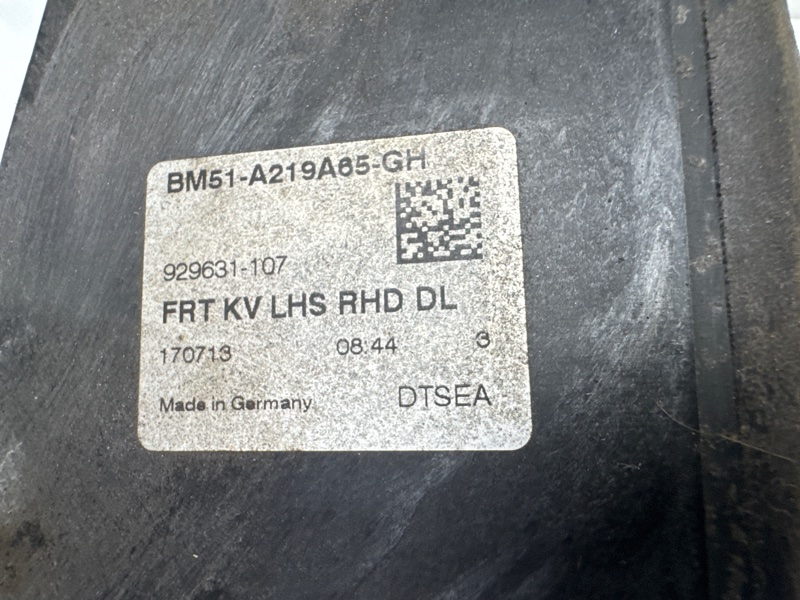 BM51-A219A65-GH
929631-107
FRT KV LHS RHD DL
170713 08:44 3
Made in Germany DTSEA